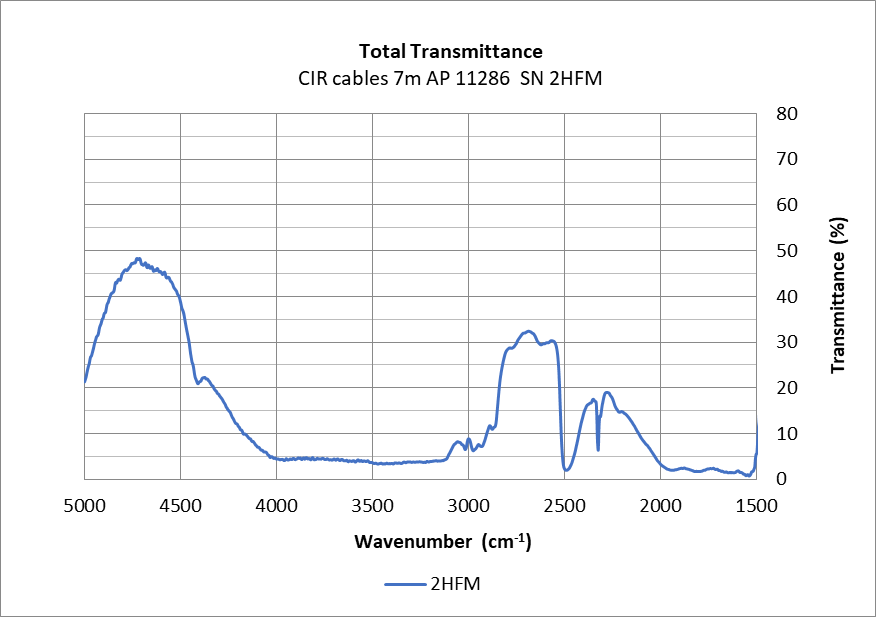 Total Transmittance
CIR cables 7m AP 11286  SN 2HFM
80
70
60
50
40
30
20
10
0
Transmittance (%)
5000 4500 4000 3500 3000 2500 2000 1500
Wavenumber (cm⁻¹)
2HFM